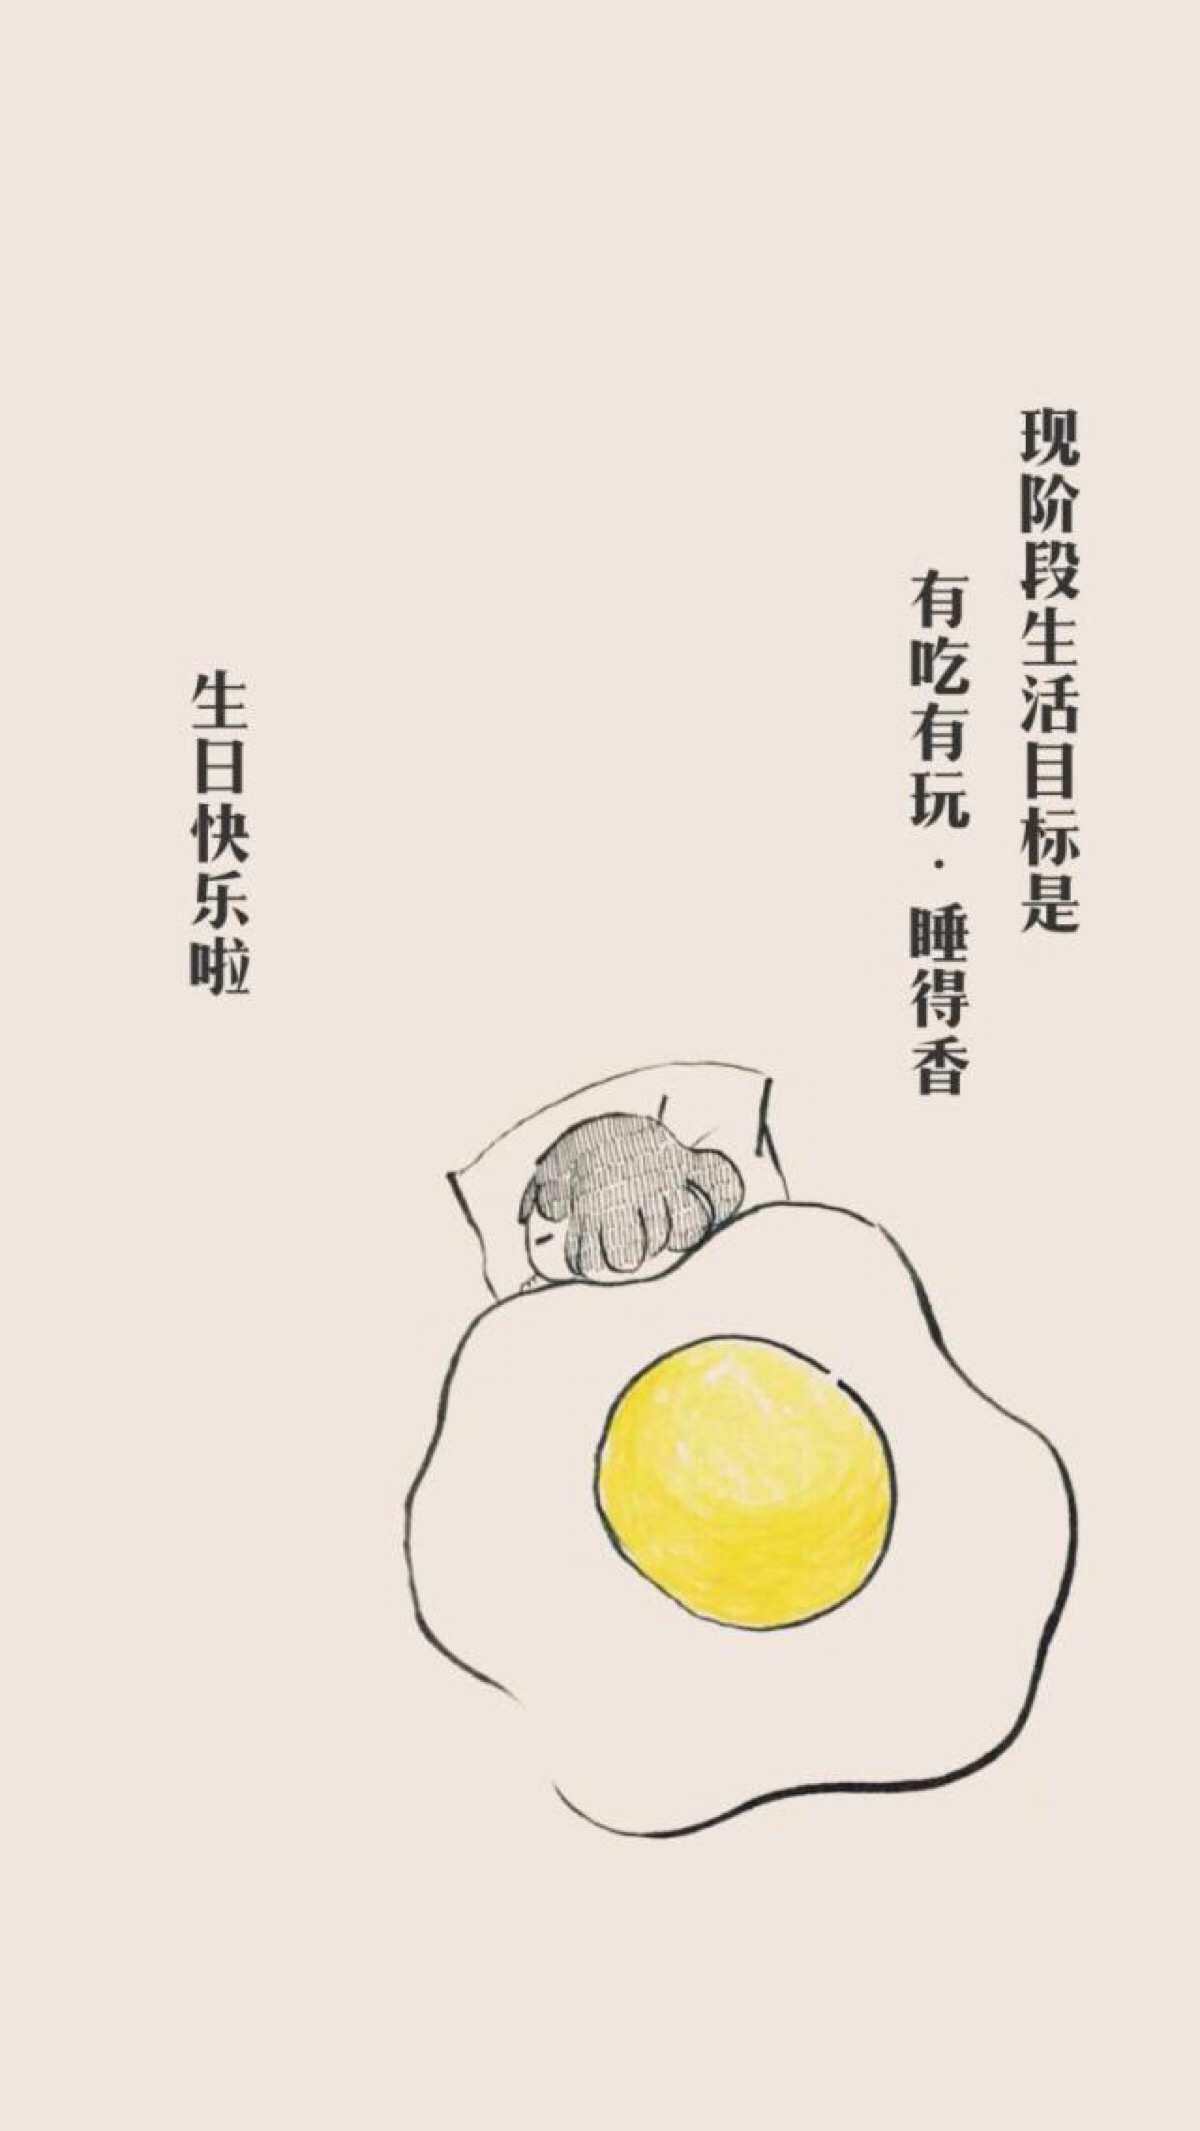 现阶段生活目标是
有吃有玩·睡得香
生日快乐啦